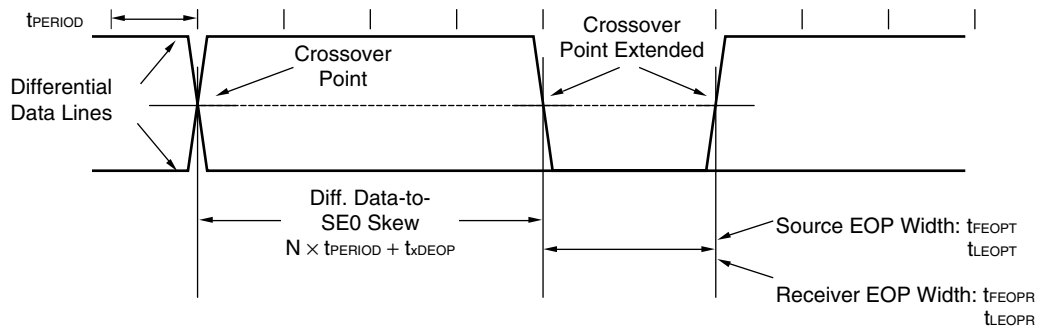 tPERIOD
Differential
Data Lines
Crossover
Point
Crossover
Point Extended
Diff. Data-to-
SE0 Skew
N × tPERIOD + txDEOP
Source EOP Width: tFEOPT
tLEOPT
Receiver EOP Width: tFEOPR
tLEOPR